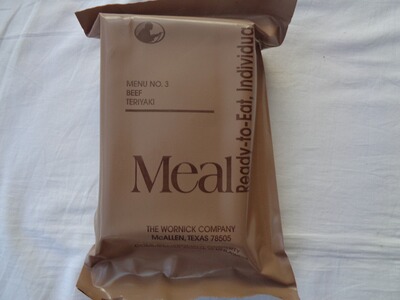 MENU NO. 3
BEEF
TERIYAKI
Meal
Ready-to-Eat, Individual
THE WORNICK COMPANY
McALLEN, TEXAS 78505